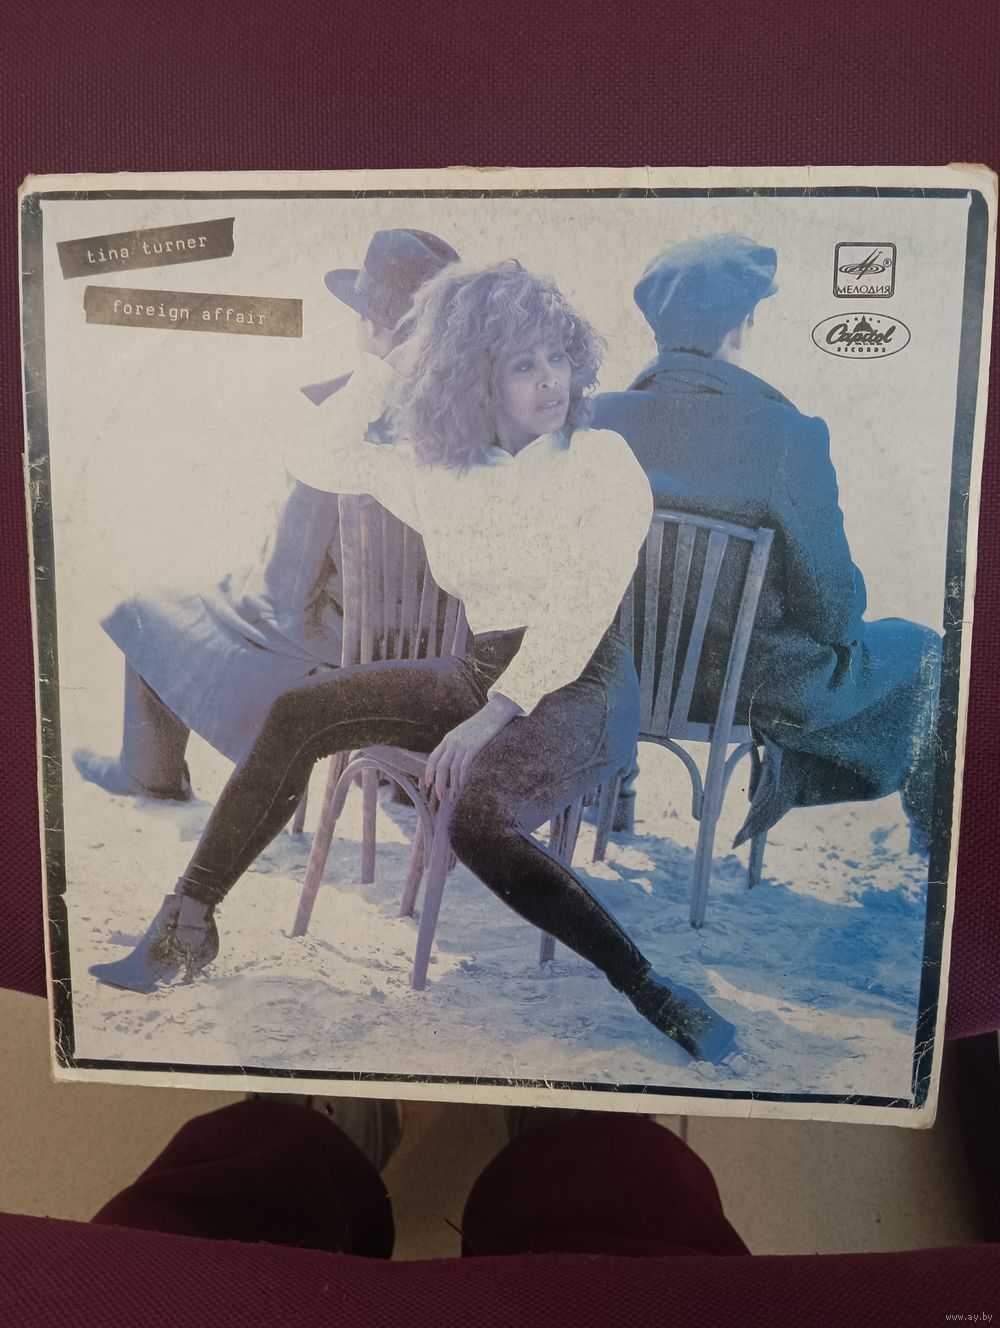 tina turner
foreign affair
МЕЛОДИЯ
Capitol
RECORDS
www.ay.by